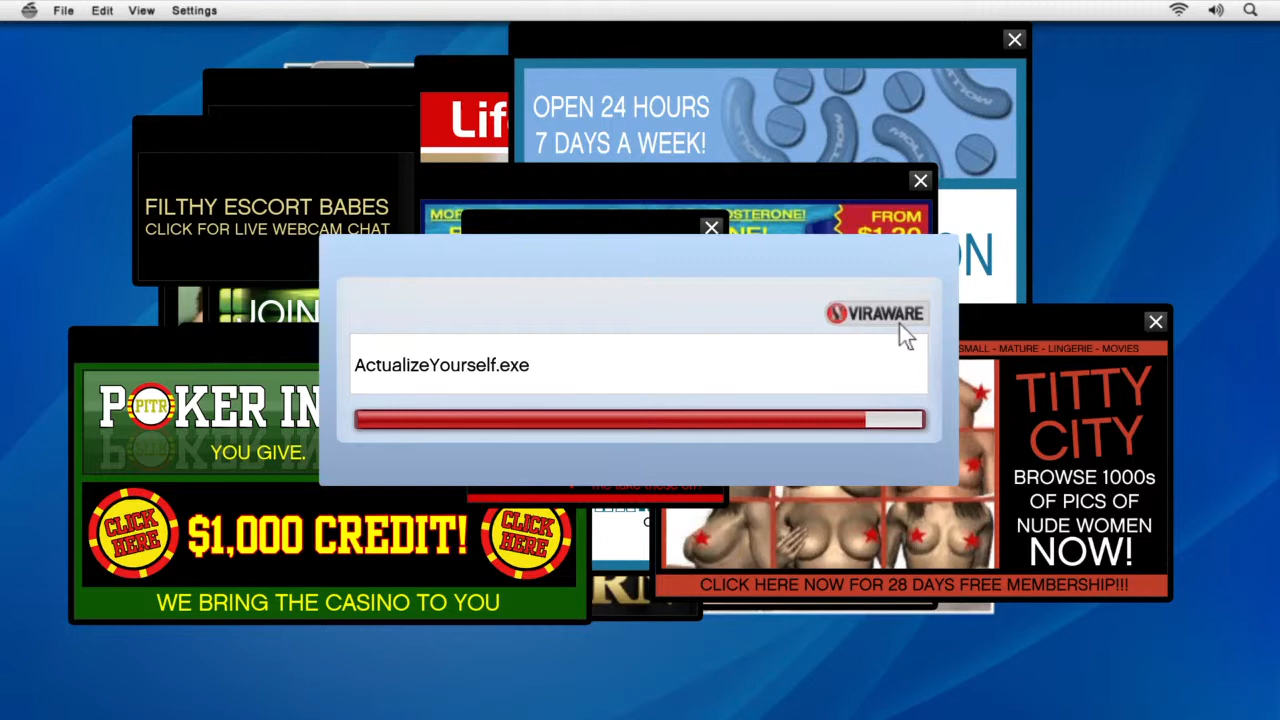 File Edit View Settings
OPEN 24 HOURS
7 DAYS A WEEK!
MOLL
FILTHY ESCORT BABES
CLICK FOR LIVE WEBCAM CHAT
FROM
JOIN
VIRAWARE
ActualizeYourself.exe
SMALL - MATURE - LINGERIE - MOVIES
TITTY
CITY
BROWSE 1000s
OF PICS OF
NUDE WOMEN
NOW!
CLICK HERE NOW FOR 28 DAYS FREE MEMBERSHIP!!!
POKER IN
PITR
YOU GIVE.
CLICK
HERE
$1,000 CREDIT!
CLICK
HERE
WE BRING THE CASINO TO YOU